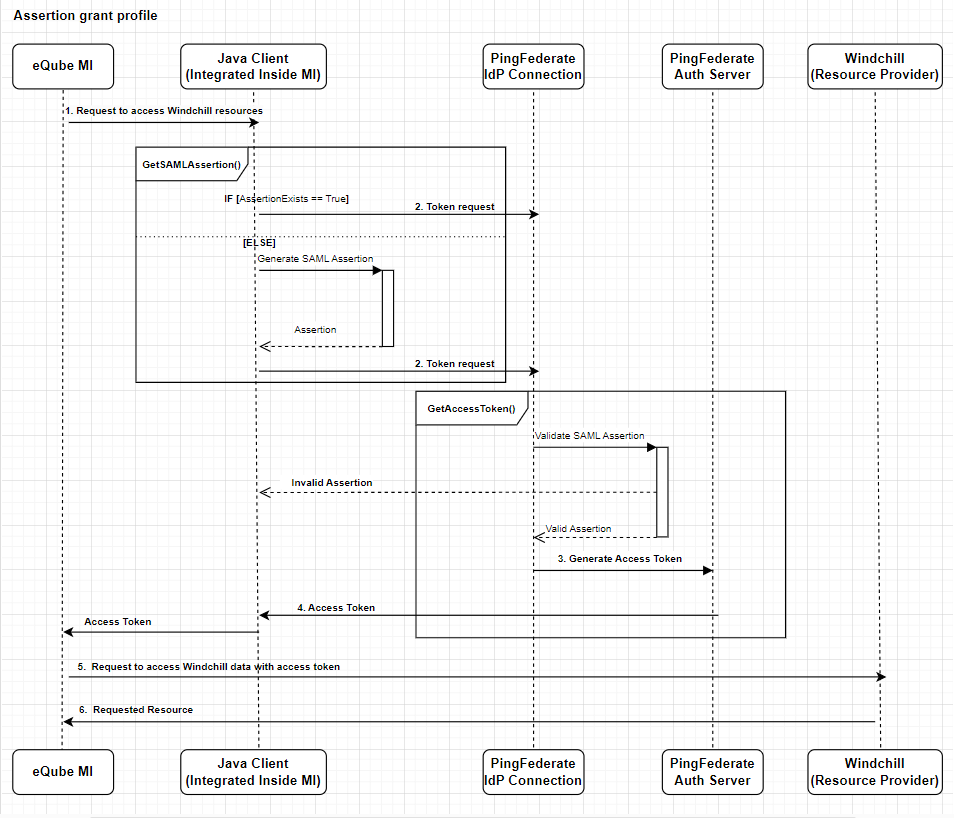 Assertion grant profile
eQube MI
Java Client
(Integrated Inside MI)
PingFederate
IdP Connection
PingFederate
Auth Server
Windchill
(Resource Provider)
1. Request to access Windchill resources
GetSAMLAssertion()
IF [AssertionExists == True]
2. Token request
[ELSE]
Generate SAML Assertion
Assertion
2. Token request
GetAccessToken()
Validate SAML Assertion
Invalid Assertion
Valid Assertion
3. Generate Access Token
4. Access Token
Access Token
5. Request to access Windchill data with access token
6. Requested Resource
eQube MI
Java Client
(Integrated Inside MI)
PingFederate
IdP Connection
PingFederate
Auth Server
Windchill
(Resource Provider)